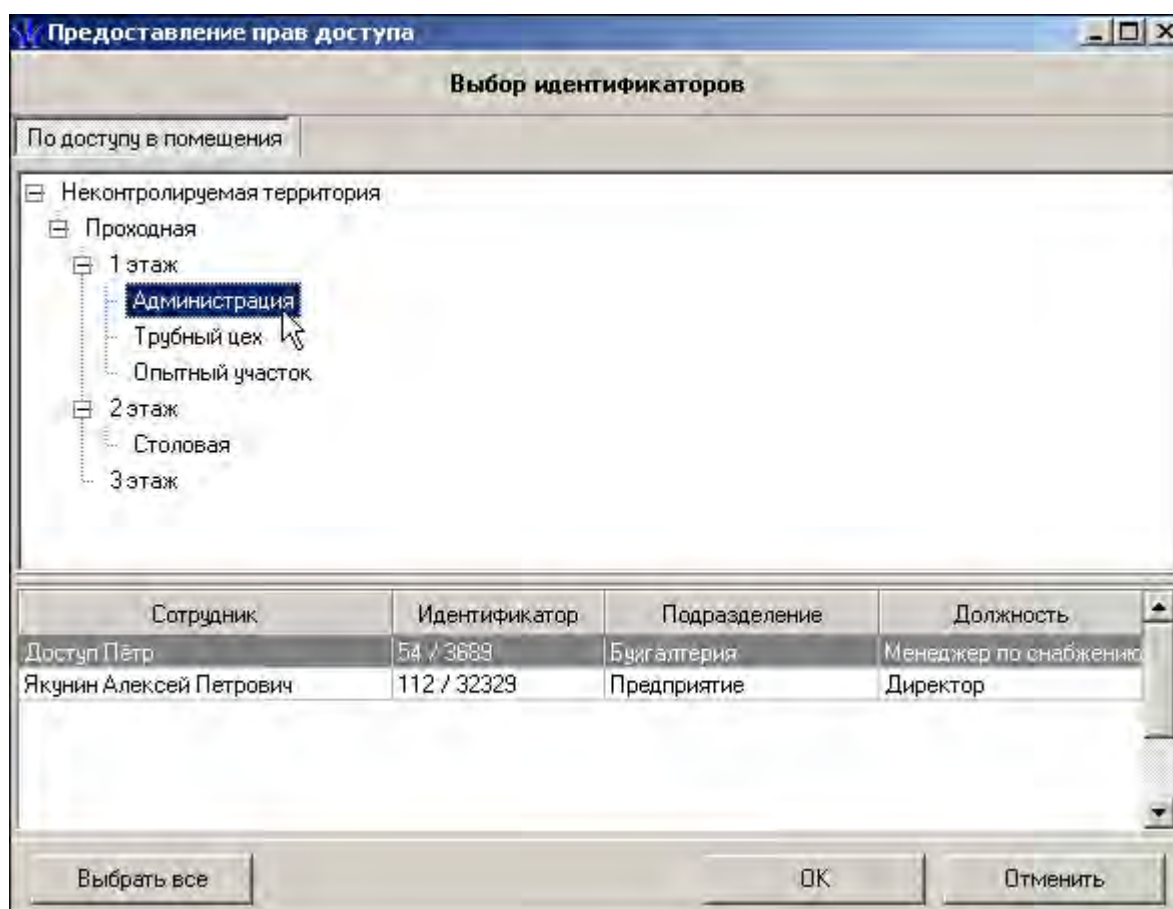 Предоставление прав доступа
Выбор идентификаторов
По доступу в помещения
Неконтролируемая территория
Проходная
1 этаж
Администрация
Трубный цех
Опытный участок
2 этаж
Столовая
3 этаж
Сотрудник Идентификатор Подразделение Должность
Доступ Пётр 54 / 3689 Бухгалтерия Менеджер по снабжению
Якунин Алексей Петрович 112 / 32329 Предприятие Директор
Выбрать все OK Отменить